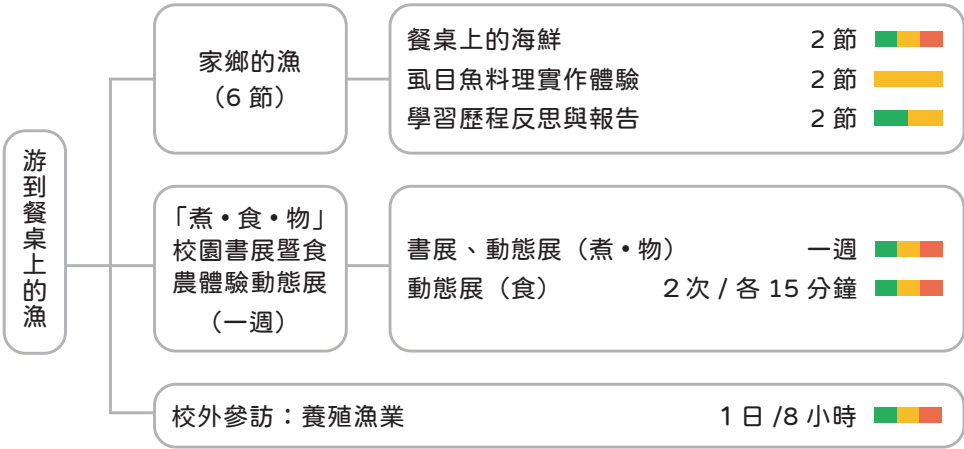 游到餐桌上的漁
家鄉的漁
（6 節）
餐桌上的海鮮 2 節
虱目魚料理實作體驗 2 節
學習歷程反思與報告 2 節
「煮•食•物」
校園書展暨食
農體驗動態展
（一週）
書展、動態展（煮•物） 一週
動態展（食） 2 次 / 各 15 分鐘
校外參訪：養殖漁業 1 日 /8 小時